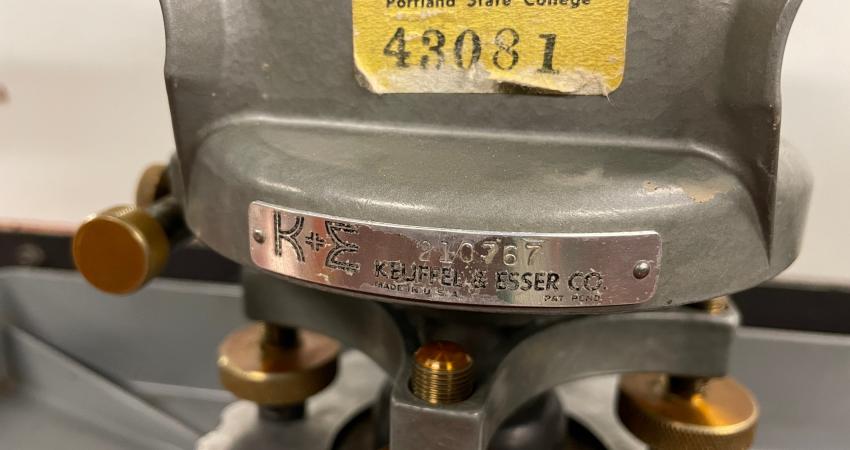 Portland State College
43081
K+E
210767
KEUFFEL & ESSER CO.
MADE IN U.S.A.
PAT. PEND.